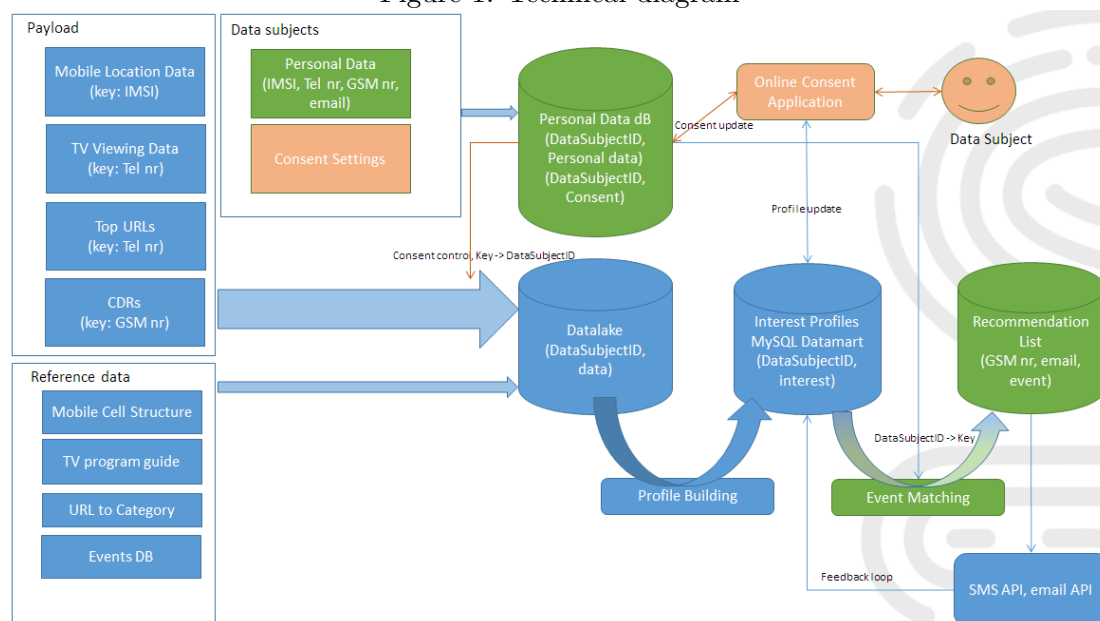 Figure 1: Technical diagram
Payload
Mobile Location Data
(key: IMSI)
TV Viewing Data
(key: Tel nr)
Top URLs
(key: Tel nr)
CDRs
(key: GSM nr)
Data subjects
Personal Data
(IMSI, Tel nr, GSM nr,
email)
Consent Settings
Personal Data dB
(DataSubjectID,
Personal data)
(DataSubjectID,
Consent)
Online Consent
Application
Data Subject
Consent update
Profile update
Consent control, Key -> DataSubjectID
Datalake
(DataSubjectID,
data)
Interest Profiles
MySQL Datamart
(DataSubjectID,
interest)
Recommendation
List
(GSM nr, email,
event)
Reference data
Mobile Cell Structure
TV program guide
URL to Category
Events DB
DataSubjectID -> Key
Profile Building
Event Matching
Feedback loop
SMS API, email API